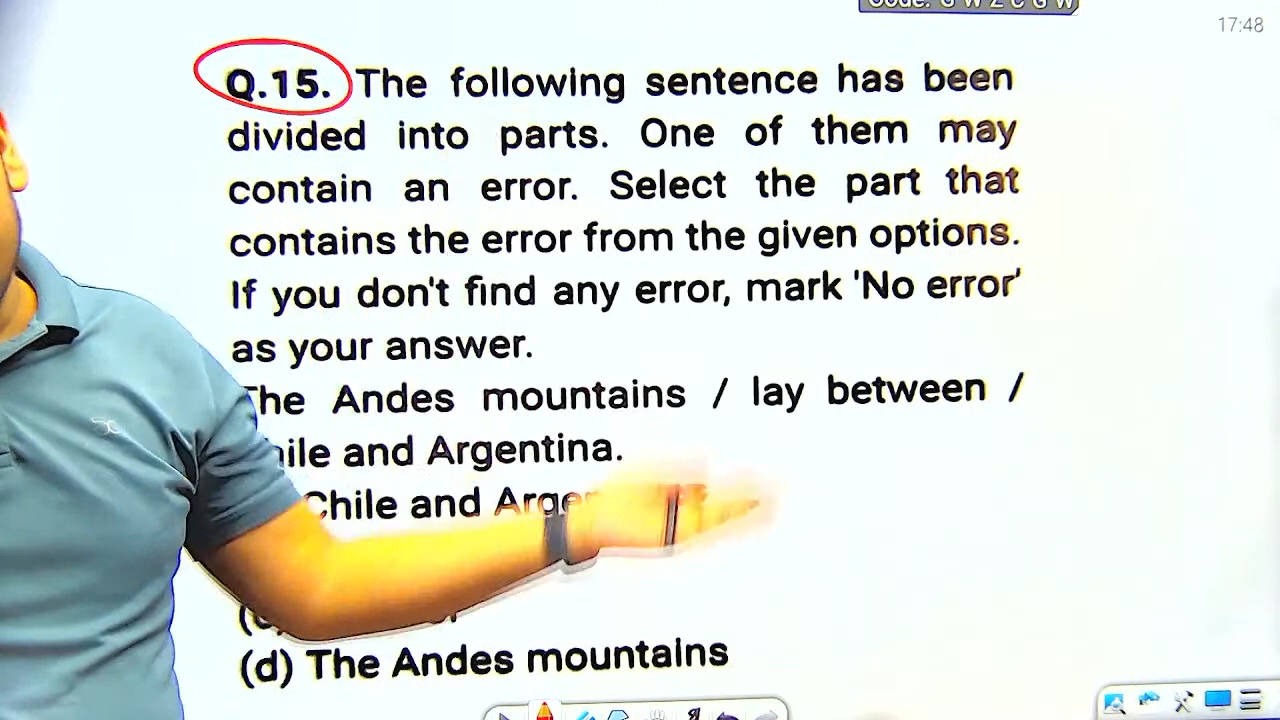 Code: G W Z C G W
17:48
Q.15. The following sentence has been
divided into parts. One of them may
contain an error. Select the part that
contains the error from the given options.
If you don't find any error, mark 'No error'
as your answer.
The Andes mountains / lay between /
and Argentina.
Chile and
(d) The Andes mountains